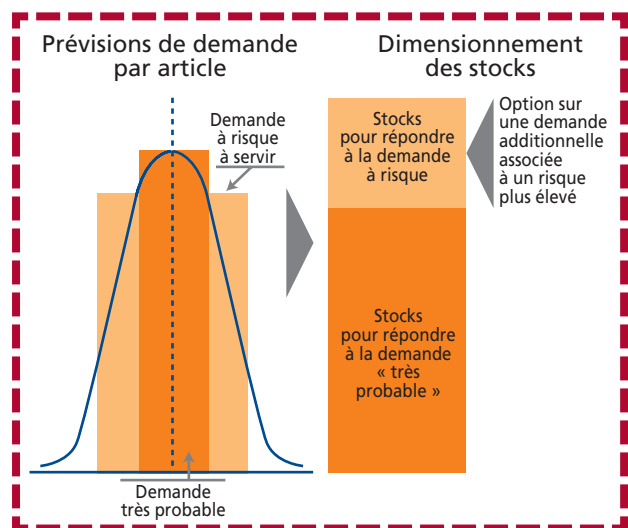 Prévisions de demande
par article
Demande
à risque
à servir
Demande
très probable
Dimensionnement
des stocks
Stocks
pour répondre
à la demande
à risque
Option sur
une demande
additionnelle
associée
à un risque
plus élevé
Stocks
pour répondre
à la demande
« très
probable »